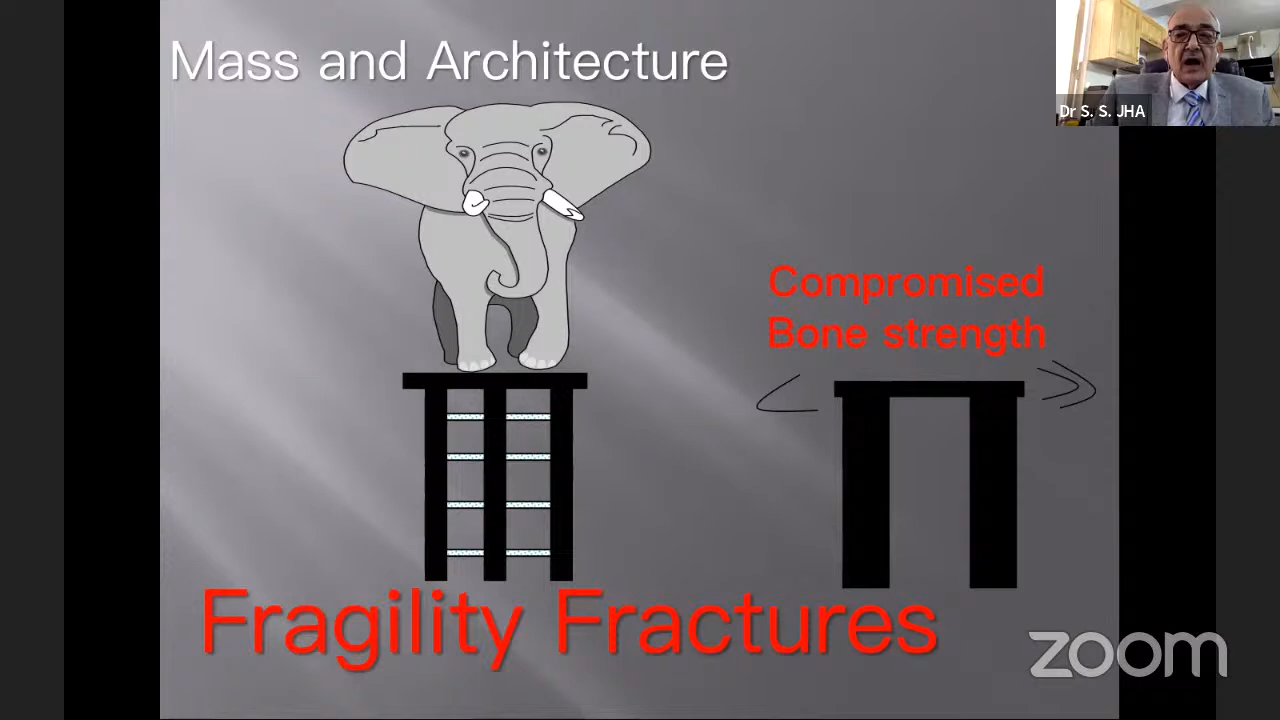 Mass and Architecture
Dr S. S. JHA
Compromised
Bone strength
Fragility Fractures
zoom